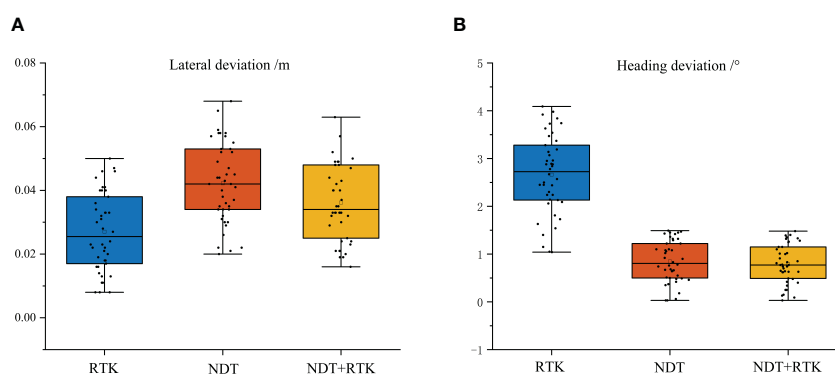 A
Lateral deviation /m
0.08
0.06
0.04
0.02
0.00
RTK
NDT
NDT+RTK
B
Heading deviation /°
5
4
3
2
1
0
-1
RTK
NDT
NDT+RTK